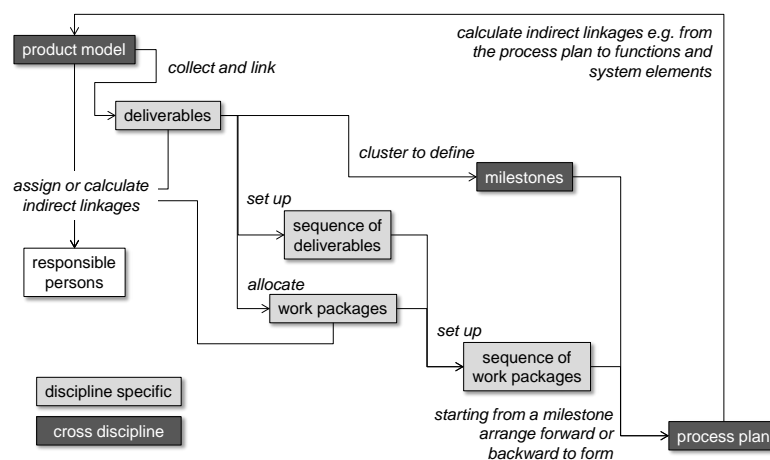 product model
calculate indirect linkages e.g. from
the process plan to functions and
system elements
collect and link
deliverables
cluster to define
milestones
assign or calculate
indirect linkages
set up
sequence of
deliverables
responsible
persons
allocate
work packages
set up
sequence of
work packages
discipline specific
cross discipline
starting from a milestone
arrange forward or
backward to form
process plan